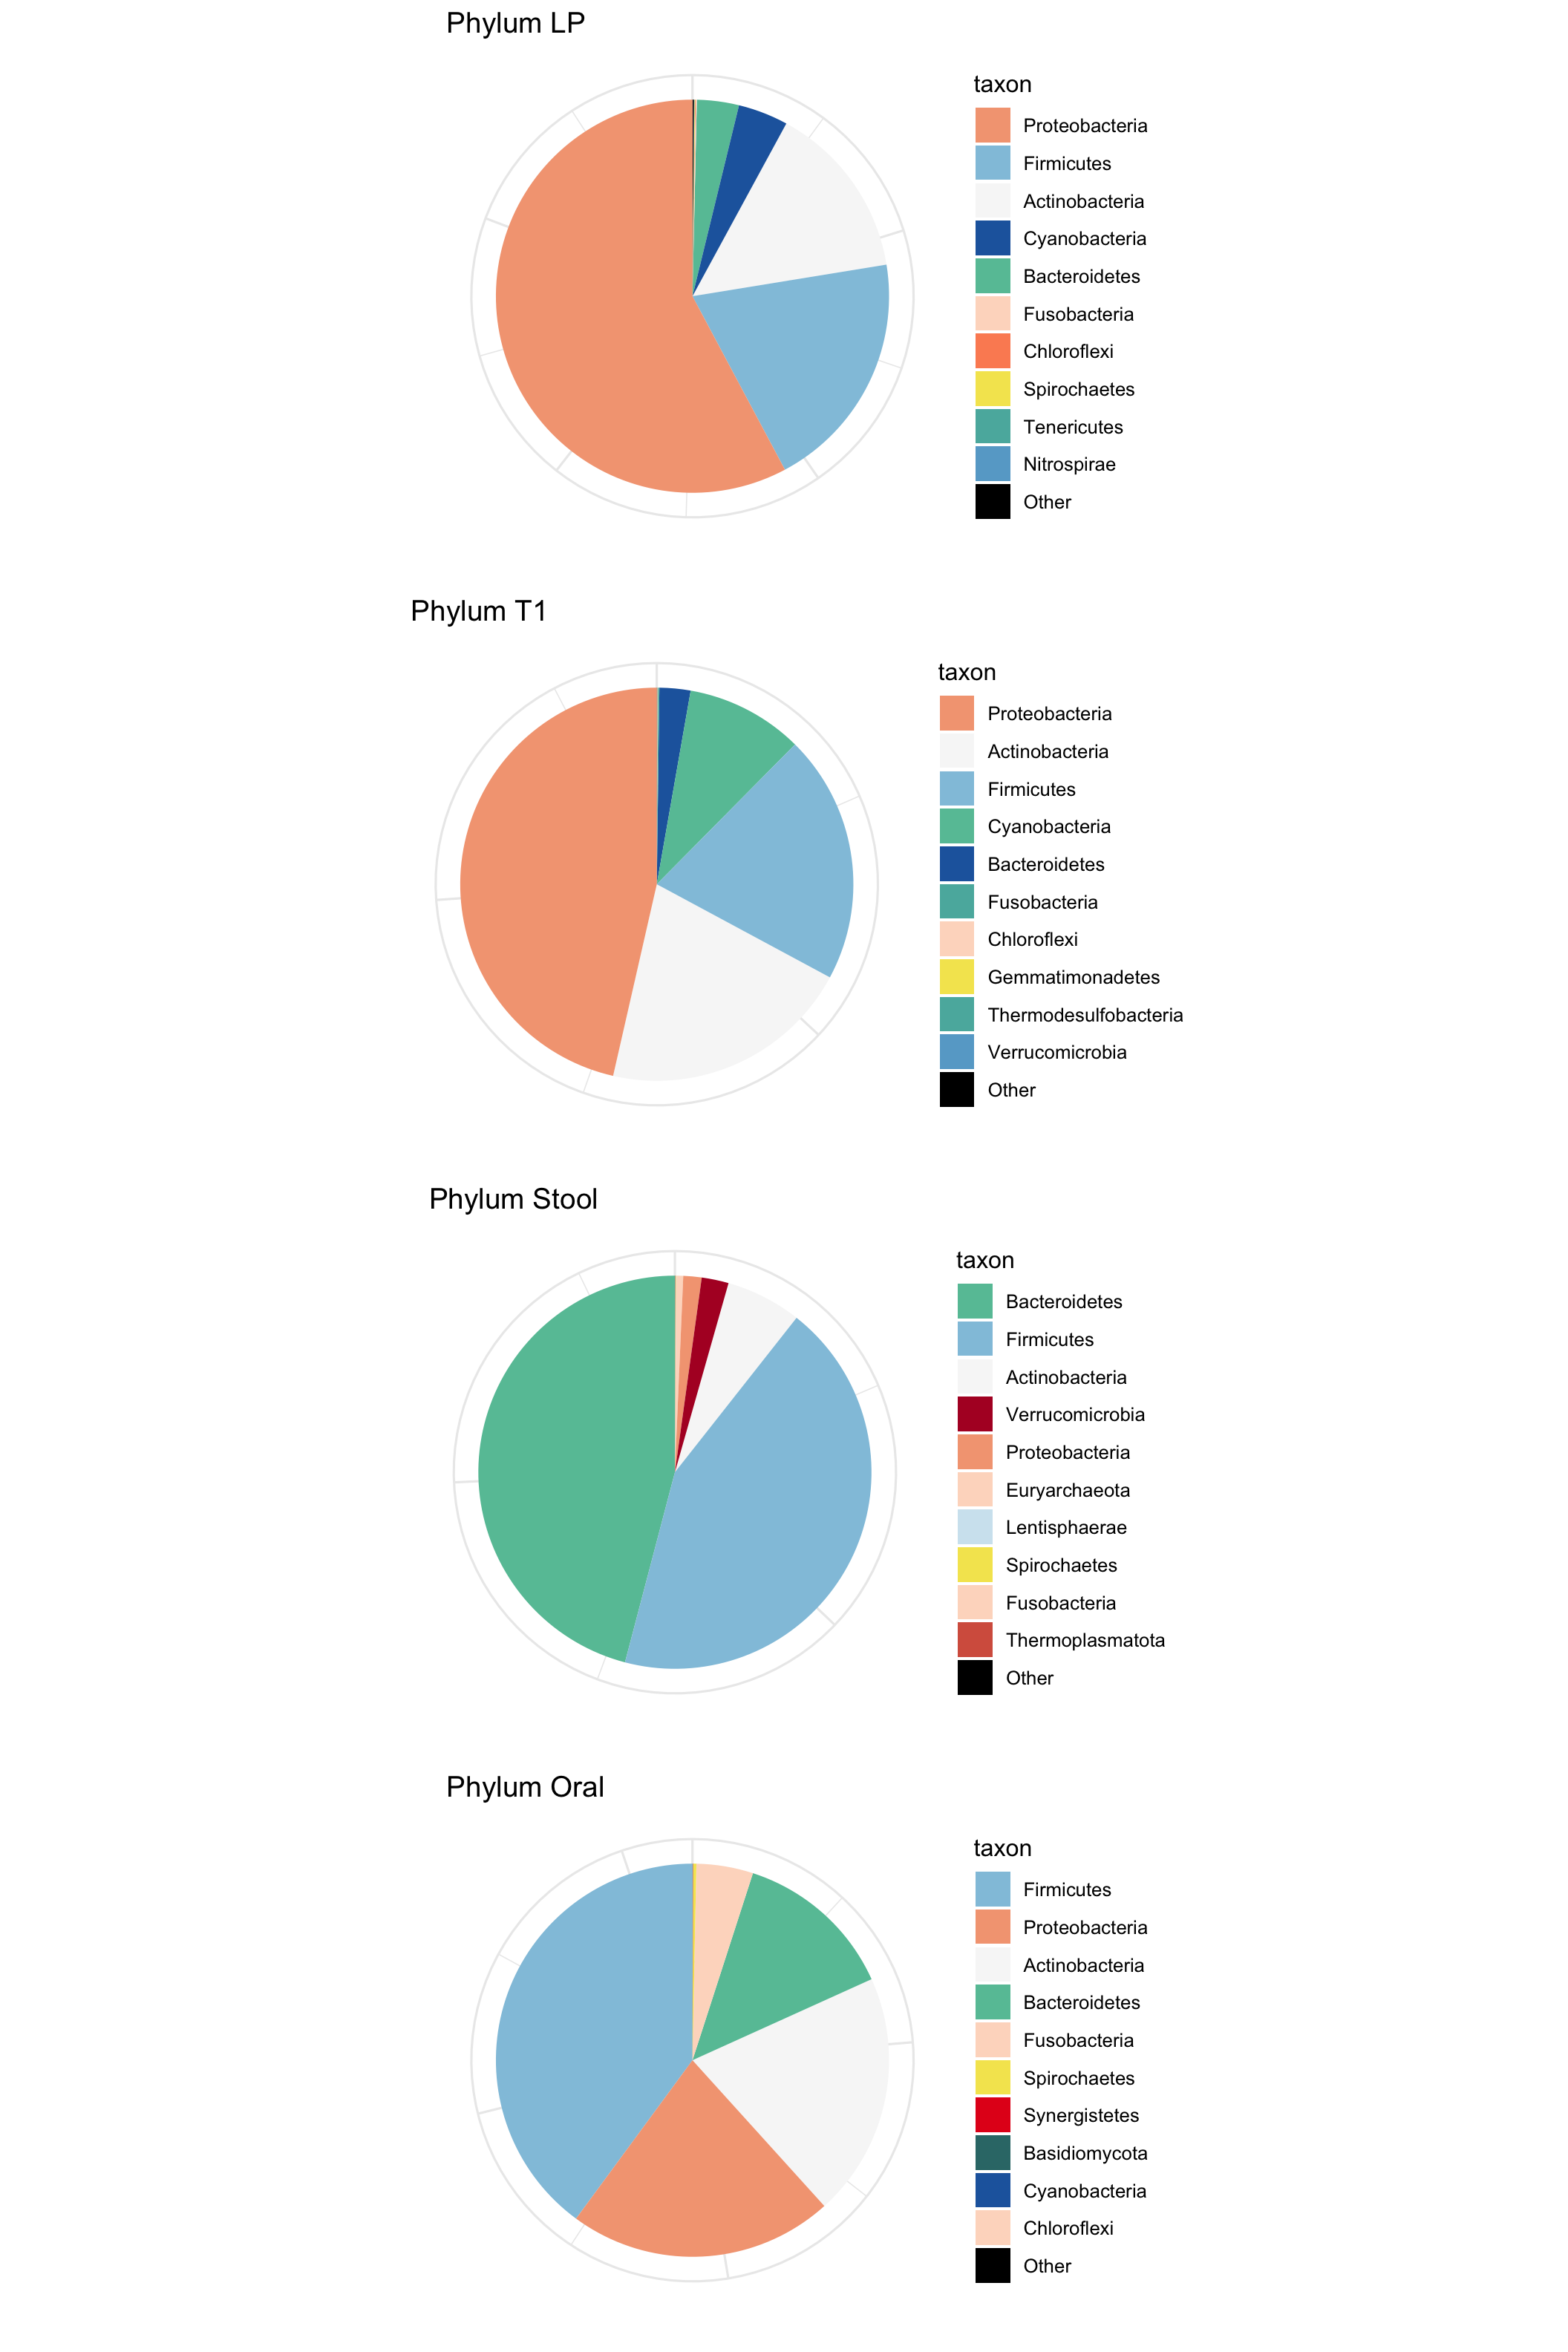 Phylum LP
taxon
Proteobacteria
Firmicutes
Actinobacteria
Cyanobacteria
Bacteroidetes
Fusobacteria
Chloroflexi
Spirochaetes
Tenericutes
Nitrospirae
Other
Phylum T1
taxon
Proteobacteria
Actinobacteria
Firmicutes
Cyanobacteria
Bacteroidetes
Fusobacteria
Chloroflexi
Gemmatimonadetes
Thermodesulfobacteria
Verrucomicrobia
Other
Phylum Stool
taxon
Bacteroidetes
Firmicutes
Actinobacteria
Verrucomicrobia
Proteobacteria
Euryarchaeota
Lentisphaerae
Spirochaetes
Fusobacteria
Thermoplasmatota
Other
Phylum Oral
taxon
Firmicutes
Proteobacteria
Actinobacteria
Bacteroidetes
Fusobacteria
Spirochaetes
Synergistetes
Basidiomycota
Cyanobacteria
Chloroflexi
Other